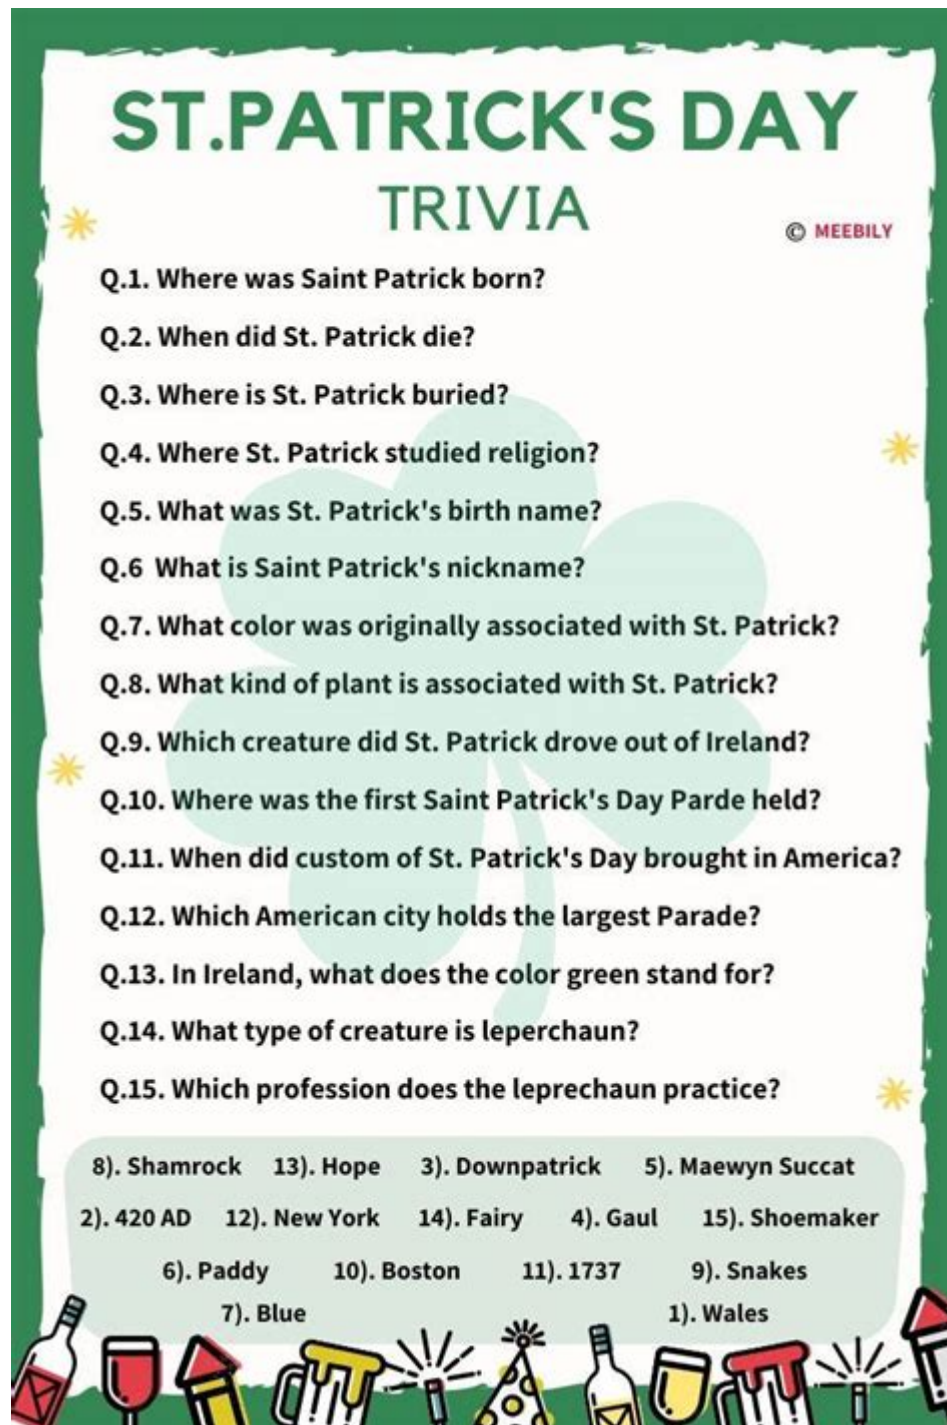 ST.PATRICK'S DAY
TRIVIA
© MEEBILY
Q.1. Where was Saint Patrick born?
Q.2. When did St. Patrick die?
Q.3. Where is St. Patrick buried?
Q.4. Where St. Patrick studied religion?
Q.5. What was St. Patrick's birth name?
Q.6 What is Saint Patrick's nickname?
Q.7. What color was originally associated with St. Patrick?
Q.8. What kind of plant is associated with St. Patrick?
Q.9. Which creature did St. Patrick drove out of Ireland?
Q.10. Where was the first Saint Patrick's Day Parde held?
Q.11. When did custom of St. Patrick's Day brought in America?
Q.12. Which American city holds the largest Parade?
Q.13. In Ireland, what does the color green stand for?
Q.14. What type of creature is leperchaun?
Q.15. Which profession does the leprechaun practice?
8). Shamrock 13). Hope 3). Downpatrick 5). Maewyn Succat
2). 420 AD 12). New York 14). Fairy 4). Gaul 15). Shoemaker
6). Paddy 10). Boston 11). 1737 9). Snakes
7). Blue 1). Wales